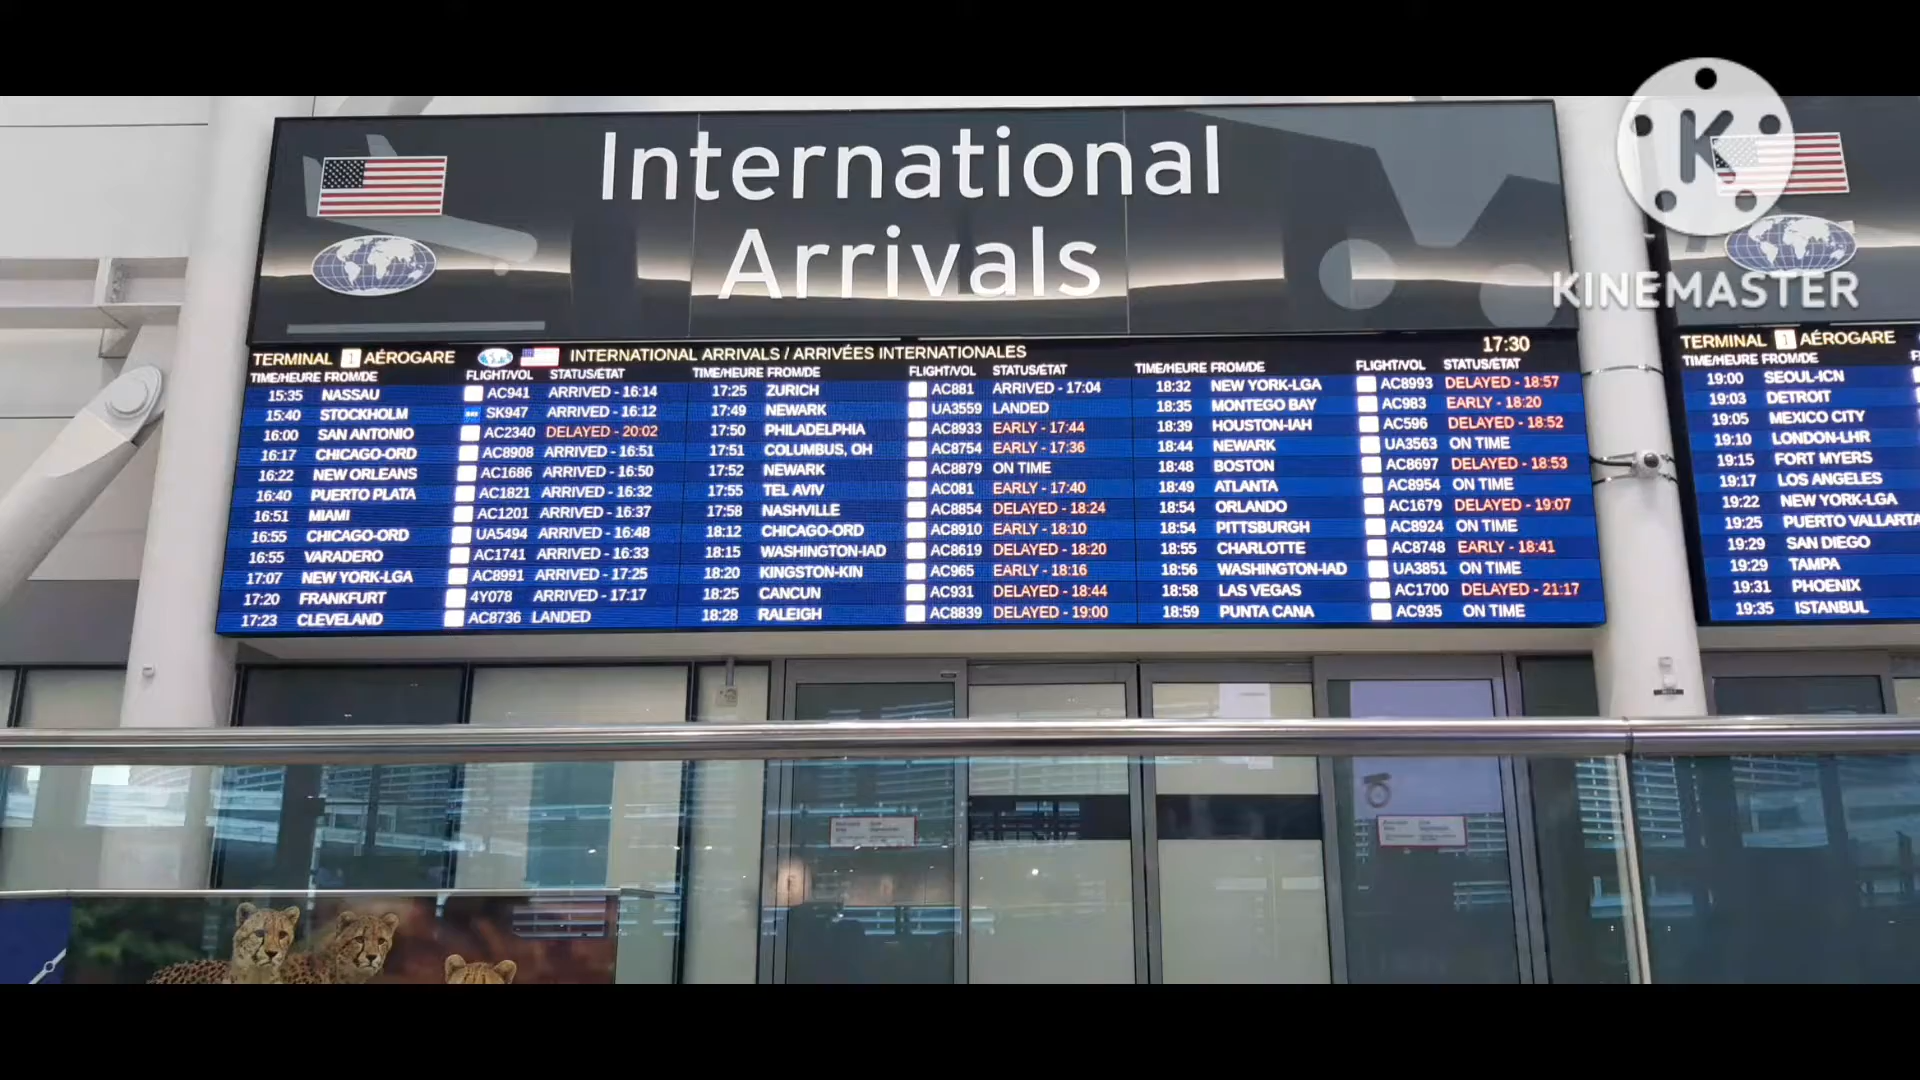 International
Arrivals
KINEMASTER
TERMINAL 1 AÉROGARE INTERNATIONAL ARRIVALS / ARRIVÉES INTERNATIONALES 17:30
TIME/HEURE FROM/DE FLIGHT/VOL STATUS/ÉTAT
15:35 NASSAU AC941 ARRIVED - 16:14
15:40 STOCKHOLM SK947 ARRIVED - 16:12
16:00 SAN ANTONIO AC2340 DELAYED - 20:02
16:17 CHICAGO-ORD AC8908 ARRIVED - 16:51
16:22 NEW ORLEANS AC1686 ARRIVED - 16:50
16:40 PUERTO PLATA AC1821 ARRIVED - 16:32
16:51 MIAMI AC1201 ARRIVED - 16:37
16:55 CHICAGO-ORD UA5494 ARRIVED - 16:48
16:55 VARADERO AC1741 ARRIVED - 16:33
17:07 NEW YORK-LGA AC8991 ARRIVED - 17:25
17:20 FRANKFURT 4Y078 ARRIVED - 17:17
17:23 CLEVELAND AC8736 LANDED
TIME/HEURE FROM/DE FLIGHT/VOL STATUS/ÉTAT
17:25 ZURICH AC881 ARRIVED - 17:04
17:49 NEWARK UA3559 LANDED
17:50 PHILADELPHIA AC8933 EARLY - 17:44
17:51 COLUMBUS, OH AC8754 EARLY - 17:36
17:52 NEWARK AC8879 ON TIME
17:55 TEL AVIV AC081 EARLY - 17:40
17:58 NASHVILLE AC8854 DELAYED - 18:24
18:12 CHICAGO-ORD AC8910 EARLY - 18:10
18:15 WASHINGTON-IAD AC8619 DELAYED - 18:20
18:20 KINGSTON-KIN AC965 EARLY - 18:16
18:25 CANCUN AC931 DELAYED - 18:44
18:28 RALEIGH AC8839 DELAYED - 19:00
TIME/HEURE FROM/DE FLIGHT/VOL STATUS/ÉTAT
18:32 NEW YORK-LGA AC8993 DELAYED - 18:57
18:35 MONTEGO BAY AC983 EARLY - 18:20
18:39 HOUSTON-IAH AC596 DELAYED - 18:52
18:44 NEWARK UA3563 ON TIME
18:48 BOSTON AC8697 DELAYED - 18:53
18:49 ATLANTA AC8954 ON TIME
18:54 ORLANDO AC1679 DELAYED - 19:07
18:54 PITTSBURGH AC8924 ON TIME
18:55 CHARLOTTE AC8748 EARLY - 18:41
18:56 WASHINGTON-IAD UA3851 ON TIME
18:58 LAS VEGAS AC1700 DELAYED - 21:17
18:59 PUNTA CANA AC935 ON TIME
TERMINAL 1 AÉROGARE
TIME/HEURE FROM/DE
19:00 SEOUL-ICN
19:03 DETROIT
19:05 MEXICO CITY
19:10 LONDON-LHR
19:15 FORT MYERS
19:17 LOS ANGELES
19:22 NEW YORK-LGA
19:25 PUERTO VALLARTA
19:29 SAN DIEGO
19:29 TAMPA
19:31 PHOENIX
19:35 ISTANBUL